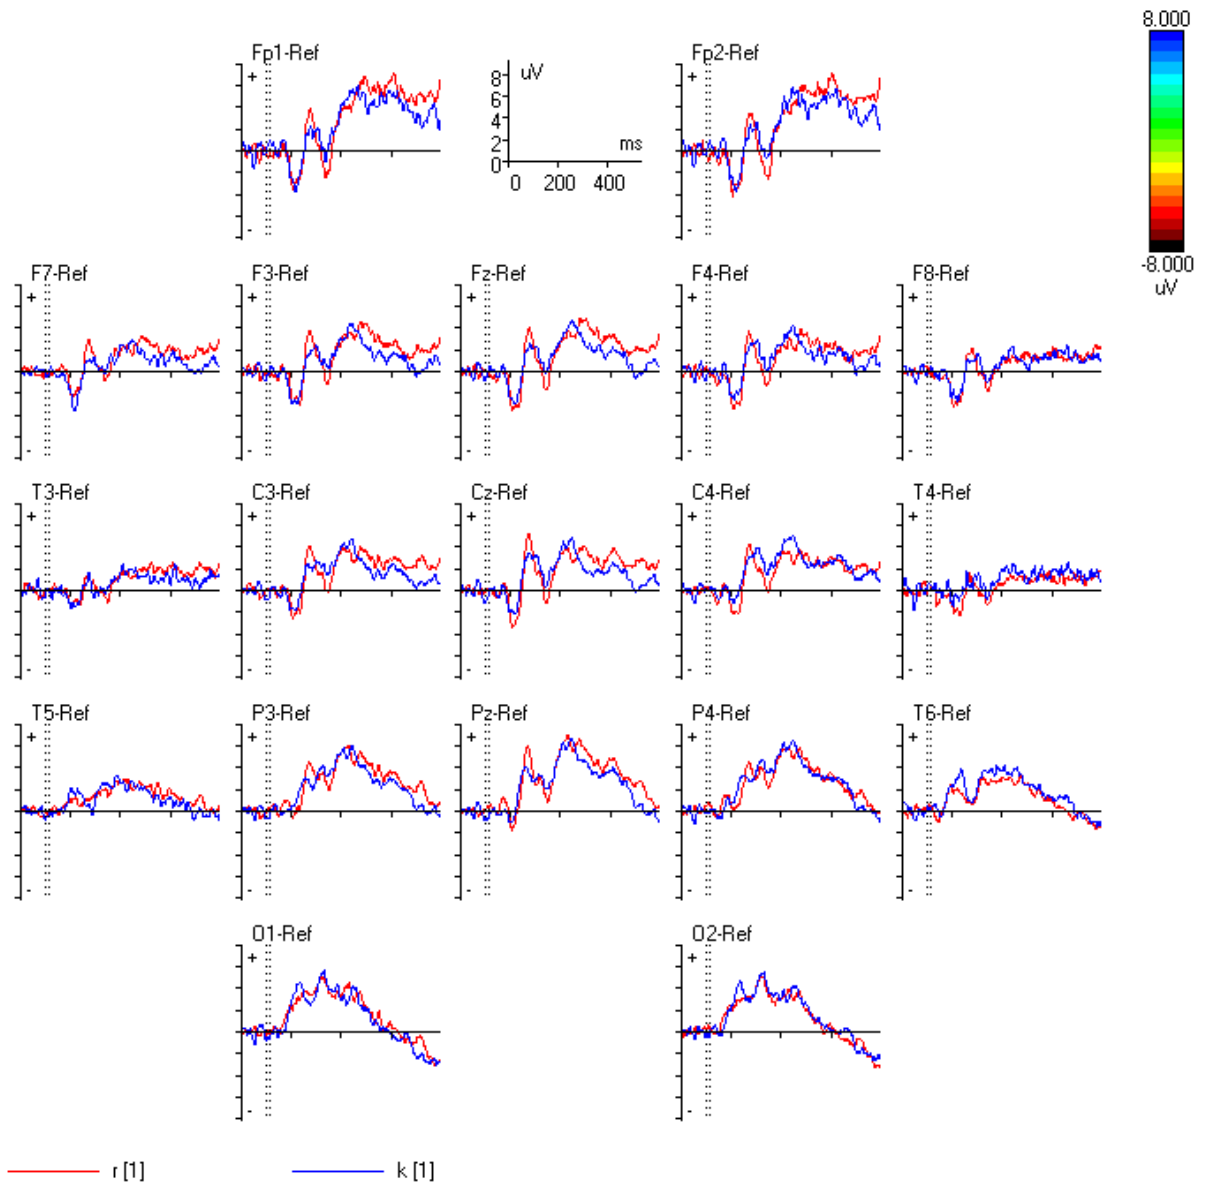 8.000
Fp1-Ref
Fp2-Ref
+
8
uV
+
6
4
2
ms
0
0 200 400
-
-
-8.000
uV
F7-Ref
F3-Ref
Fz-Ref
F4-Ref
F8-Ref
+
+
+
+
+
-
-
-
-
-
T3-Ref
C3-Ref
Cz-Ref
C4-Ref
T4-Ref
+
+
+
+
+
-
-
-
-
-
T5-Ref
P3-Ref
Pz-Ref
P4-Ref
T6-Ref
+
+
+
+
+
-
-
-
-
-
O1-Ref
O2-Ref
+
+
-
-
r [1]
k [1]